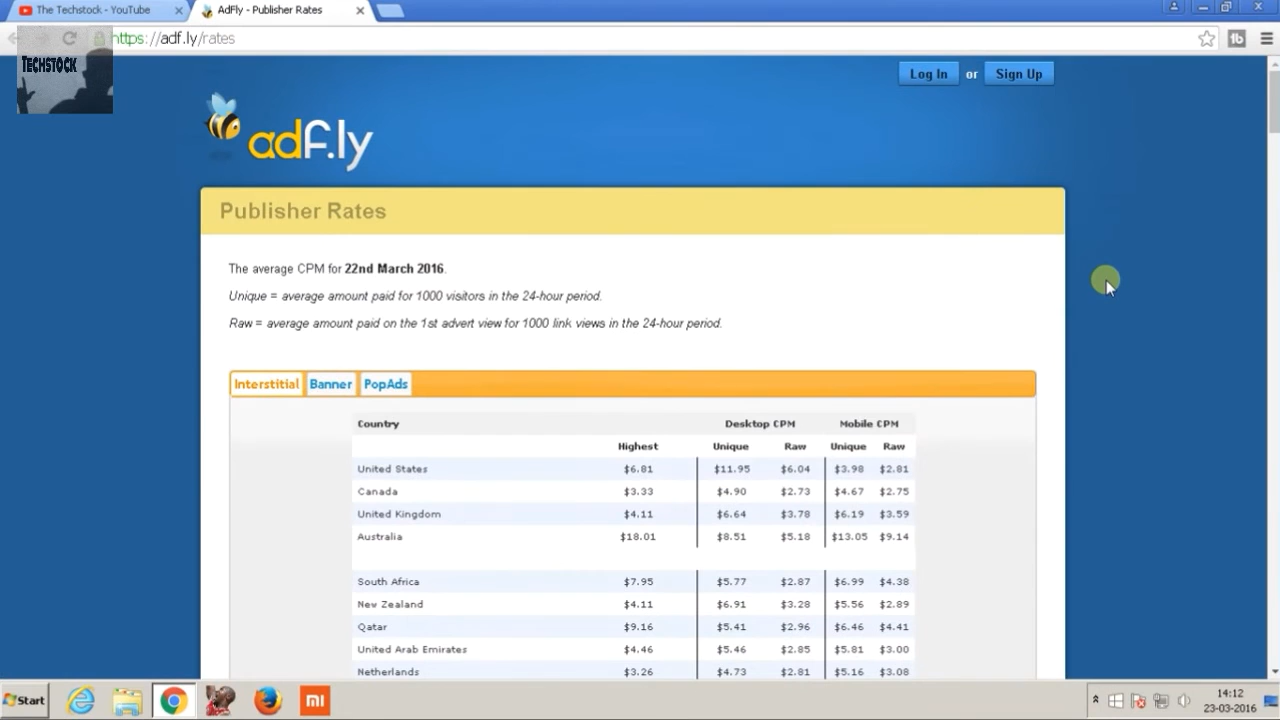 The Techstock - YouTube
AdFly - Publisher Rates
https://adf.ly/rates
TECHSTOCK
Log In or Sign Up
adf.ly
Publisher Rates
The average CPM for 22nd March 2016.
Unique = average amount paid for 1000 visitors in the 24-hour period.
Raw = average amount paid on the 1st advert view for 1000 link views in the 24-hour period.
Interstitial Banner PopAds
Country Desktop CPM Mobile CPM
Highest Unique Raw Unique Raw
United States $6.81 $11.95 $6.04 $3.98 $2.81
Canada $3.33 $4.90 $2.73 $4.67 $2.75
United Kingdom $4.11 $6.64 $3.78 $6.19 $3.59
Australia $18.01 $8.51 $5.18 $13.05 $9.14
South Africa $7.95 $5.77 $2.87 $6.99 $4.38
New Zealand $4.11 $6.91 $3.28 $5.56 $2.89
Qatar $9.16 $5.41 $2.96 $6.46 $4.41
United Arab Emirates $4.46 $5.46 $2.85 $5.81 $3.00
Netherlands $3.26 $4.73 $2.81 $5.16 $3.08
Start
14:12
23-03-2016